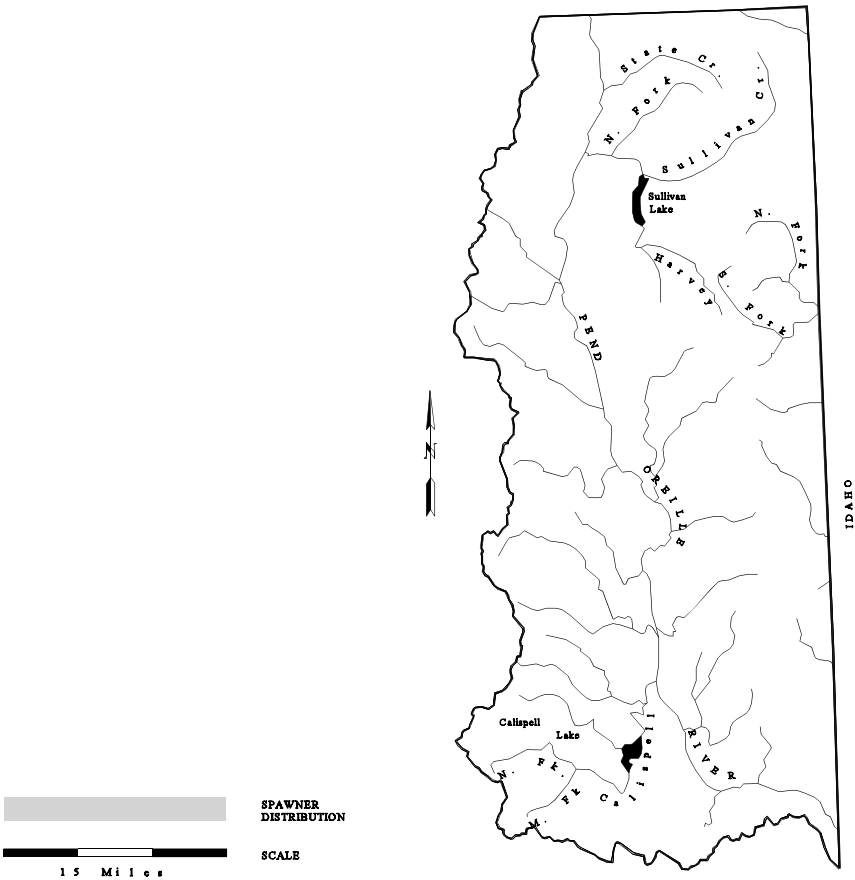 State Cr.
N. Fork
Sullivan Cr.
Sullivan
Lake
N. Fork
Harvey
S. Fork
PEND
OREILLE
RIVER
N
IDAHO
Calispell
Lake
N. Fk.
M. Fk Calispell
SPAWNER
DISTRIBUTION
SCALE
15 Miles